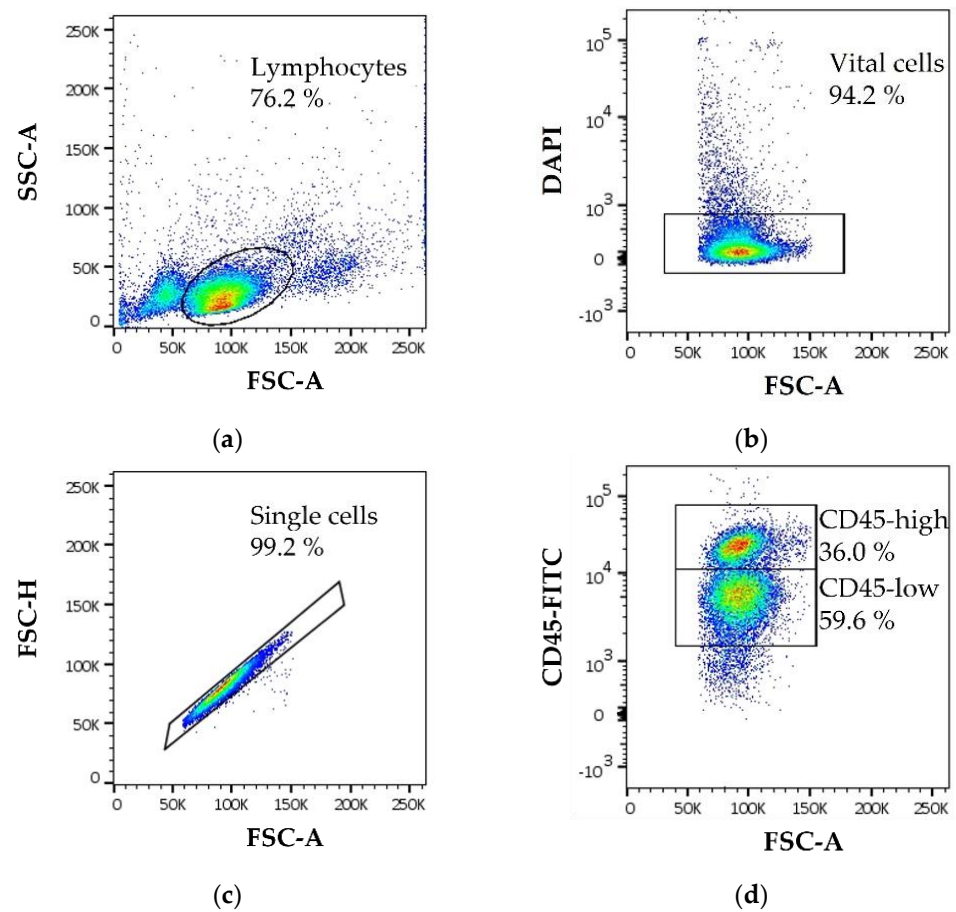 250K
200K
150K
100K
50K
0
SSC-A
Lymphocytes
76.2 %
0 50K 100K 150K 200K 250K
FSC-A
(a)
10^5
10^4
10^3
0
-10^3
DAPI
Vital cells
94.2 %
0 50K 100K 150K 200K 250K
FSC-A
(b)
250K
200K
150K
100K
50K
0
FSC-H
Single cells
99.2 %
0 50K 100K 150K 200K 250K
FSC-A
(c)
10^5
10^4
10^3
0
-10^3
CD45-FITC
CD45-high
36.0 %
CD45-low
59.6 %
0 50K 100K 150K 200K 250K
FSC-A
(d)